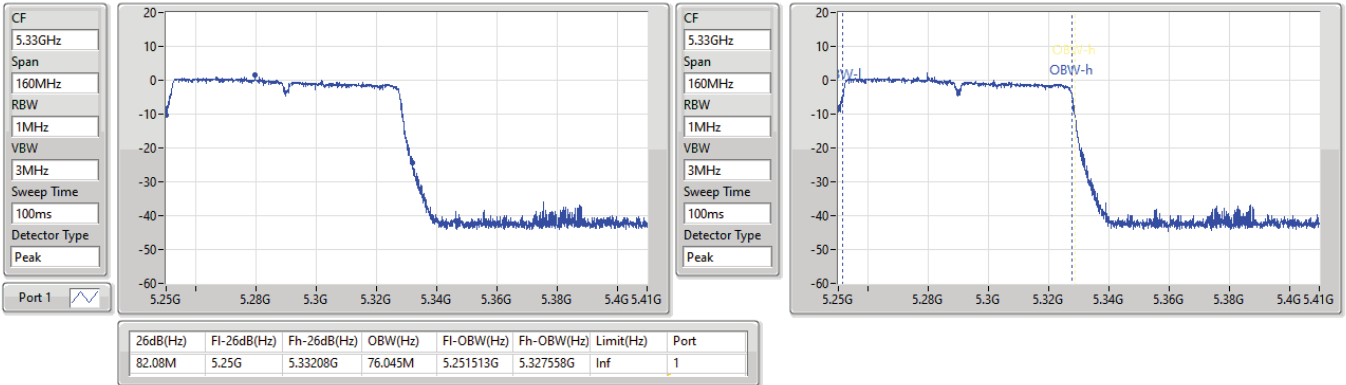 CF
5.33GHz
Span
160MHz
RBW
1MHz
VBW
3MHz
Sweep Time
100ms
Detector Type
Peak
Port 1
20
10
0
-10
-20
-30
-40
-50
-60
5.25G 5.28G 5.3G 5.32G 5.34G 5.36G 5.38G 5.4G 5.41G
CF
5.33GHz
Span
160MHz
RBW
1MHz
VBW
3MHz
Sweep Time
100ms
Detector Type
Peak
20
10
0
-10
-20
-30
-40
-50
-60
OBW-h
OBW-h
5.25G 5.28G 5.3G 5.32G 5.34G 5.36G 5.38G 5.4G 5.41G
26dB(Hz) Fl-26dB(Hz) Fh-26dB(Hz) OBW(Hz) Fl-OBW(Hz) Fh-OBW(Hz) Limit(Hz) Port
82.08M 5.25G 5.33208G 76.045M 5.251513G 5.327558G Inf 1